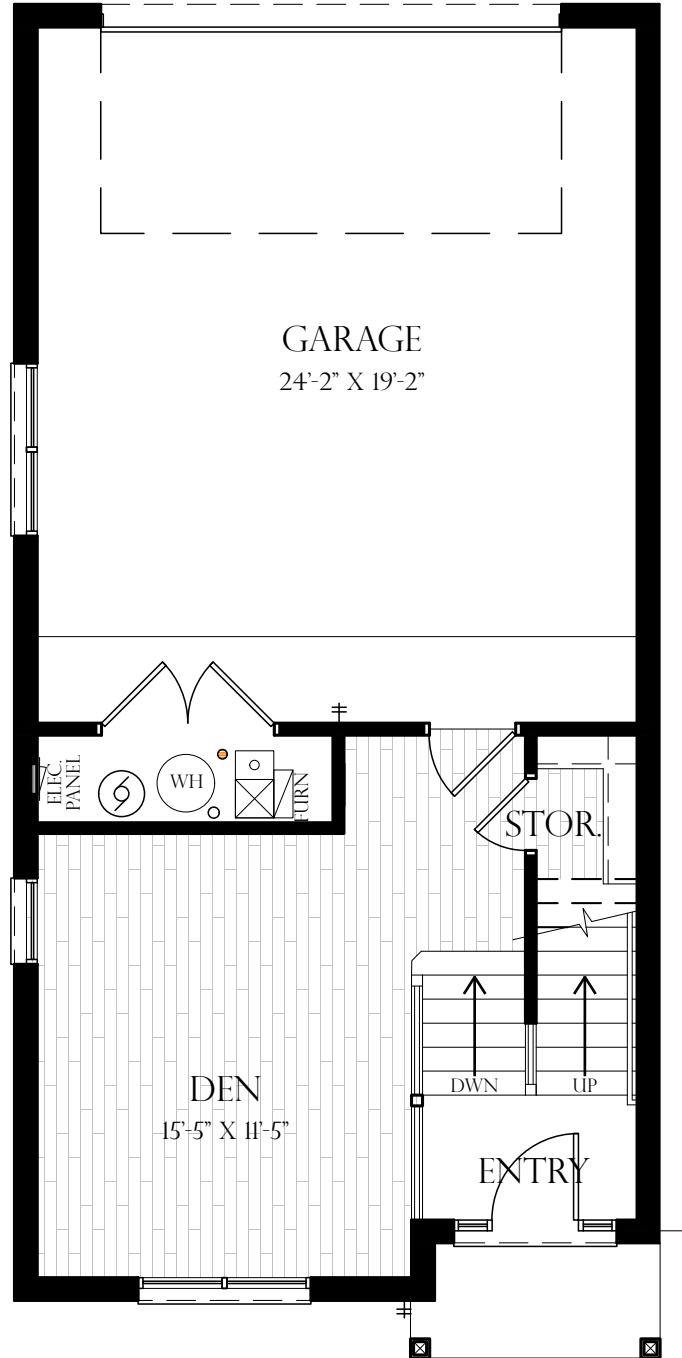 GARAGE
24'-2" X 19'-2"
ELEC.
PANEL
WH
FURN
STOR.
DEN
15'-5" X 11'-5"
DWN
UP
ENTRY